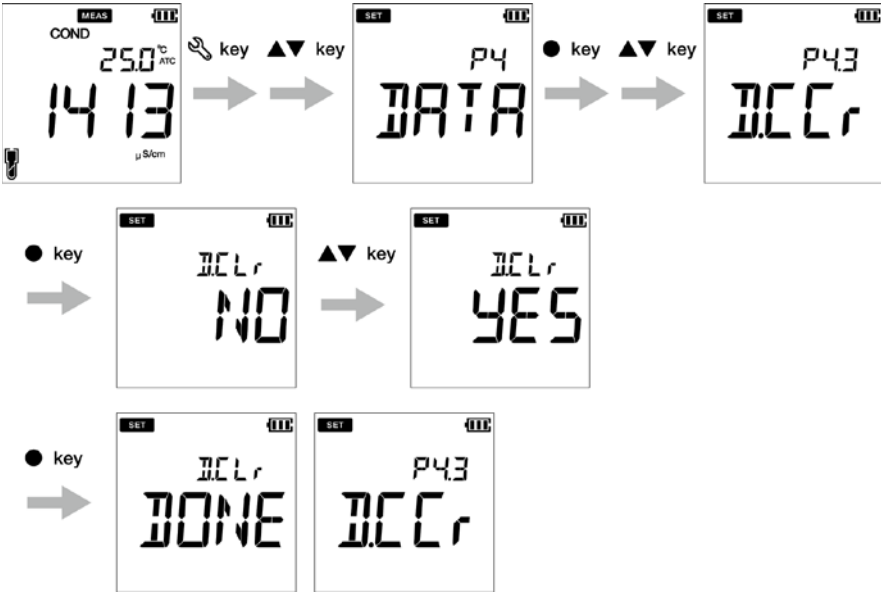 MEAS
COND
25.0 °C
ATC
1413
µS/cm
key ▲▼ key
SET
P4
DATA
● key ▲▼ key
SET
P4.3
D.CCr
● key
SET
D.CLr
NO
▲▼ key
SET
D.CLr
YES
● key
SET
D.CLr
DONE
SET
P4.3
D.CCr